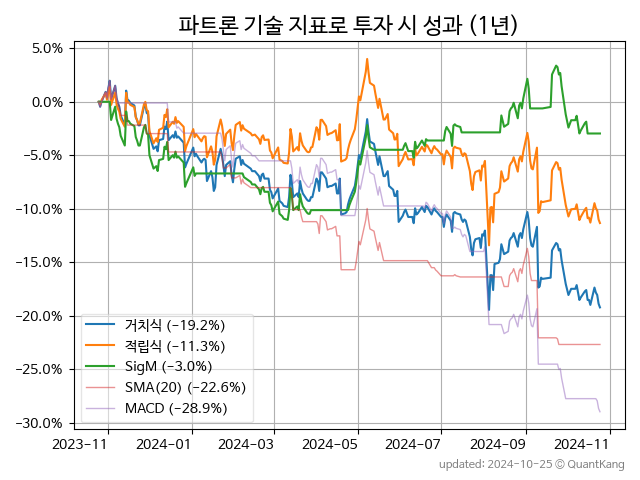 파트론 기술 지표로 투자 시 성과 (1년)
5.0%
0.0%
−5.0%
−10.0%
−15.0%
−20.0%
−25.0%
−30.0%
거치식 (−19.2%)
적립식 (−11.3%)
SigM (−3.0%)
SMA(20) (−22.6%)
MACD (−28.9%)
2023−11 2024−01 2024−03 2024−05 2024−07 2024−09 2024−11
updated: 2024-10-25 © QuantKang